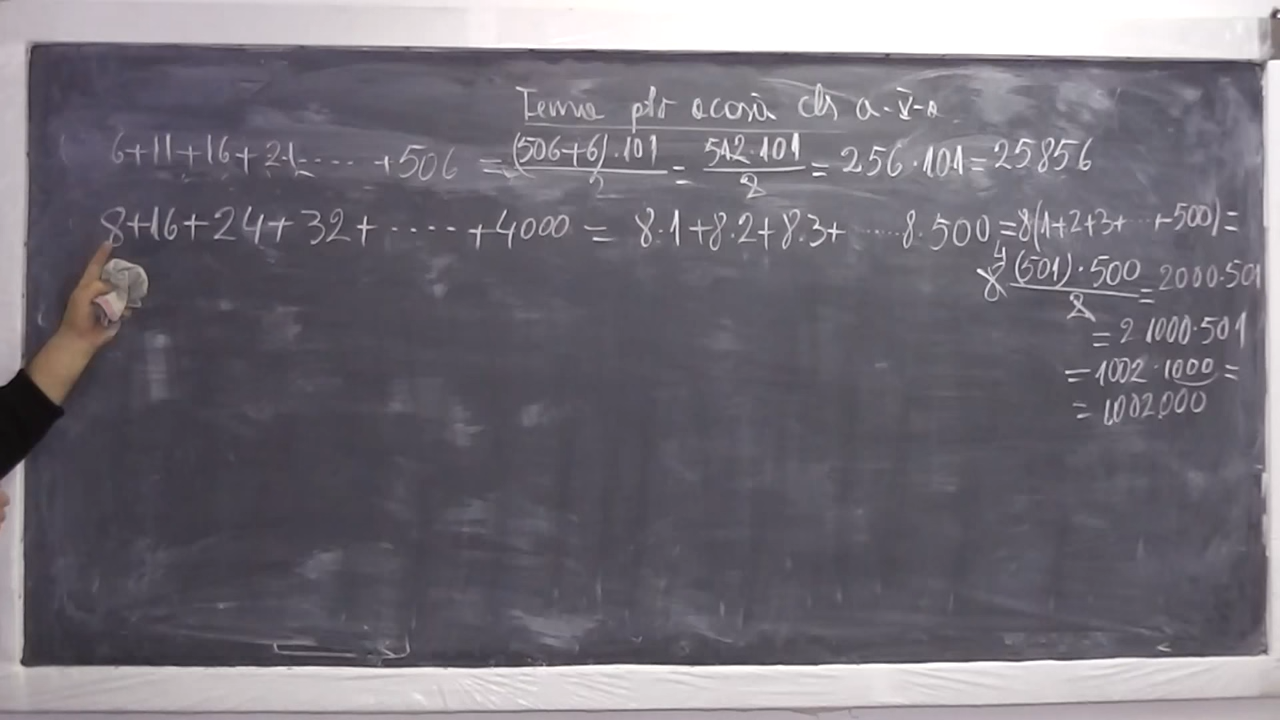 Tema ptr acasă cls a-V-a
6+11+16+21..... +506 = (506+6)·101/2 = 512·101/2 = 256·101=25856
8+16+24+32+.....+4000 = 8·1+8·2+8·3+.....8·500=8(1+2+3+...+500)=
8 4 (501)·500/2 = 2000·501
= 2 1000·501
= 1002·1000 =
= 1002000